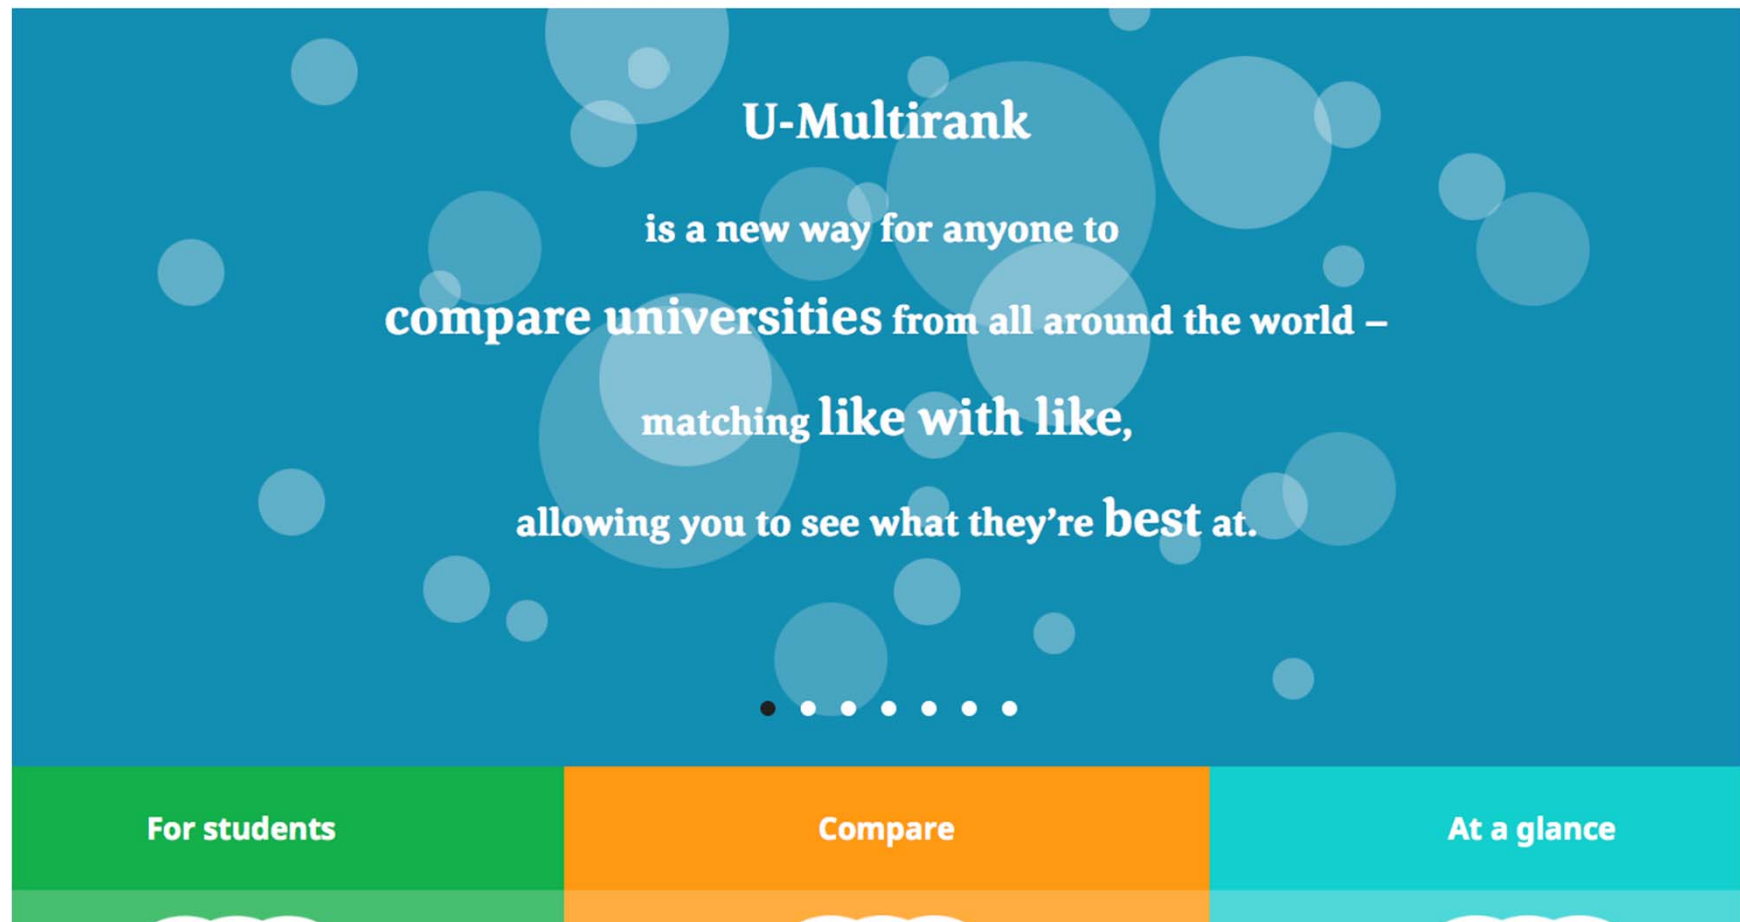 U-Multirank
is a new way for anyone to
compare universities from all around the world –
matching like with like,
allowing you to see what they’re best at.
For students
Compare
At a glance